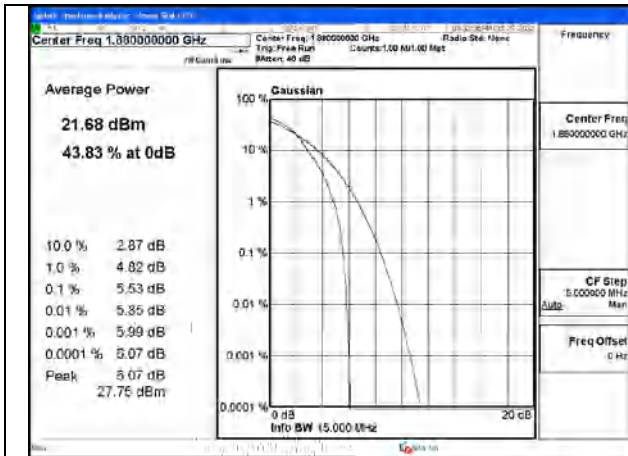 Center Freq 1.880000000 GHz
Center Freq: 1.880000000 GHz
Radio Std: None
Trig: Free Run
Counts:1.00 M/1.00 Mpt
#Atten: 40 dB
Frequency
Average Power
21.68 dBm
43.83 % at 0dB
10.0 % 2.87 dB
1.0 % 4.82 dB
0.1 % 5.53 dB
0.01 % 5.85 dB
0.001 % 5.99 dB
0.0001 % 6.07 dB
Peak 6.07 dB
27.75 dBm
Gaussian
100 %
10 %
1 %
0.1 %
0.01 %
0.001 %
0.0001 %
0 dB
20 dB
Info BW 15.000 MHz
Center Freq
1.880000000 GHz
CF Step
5.000000 MHz
Auto Man
Freq Offset
0 Hz